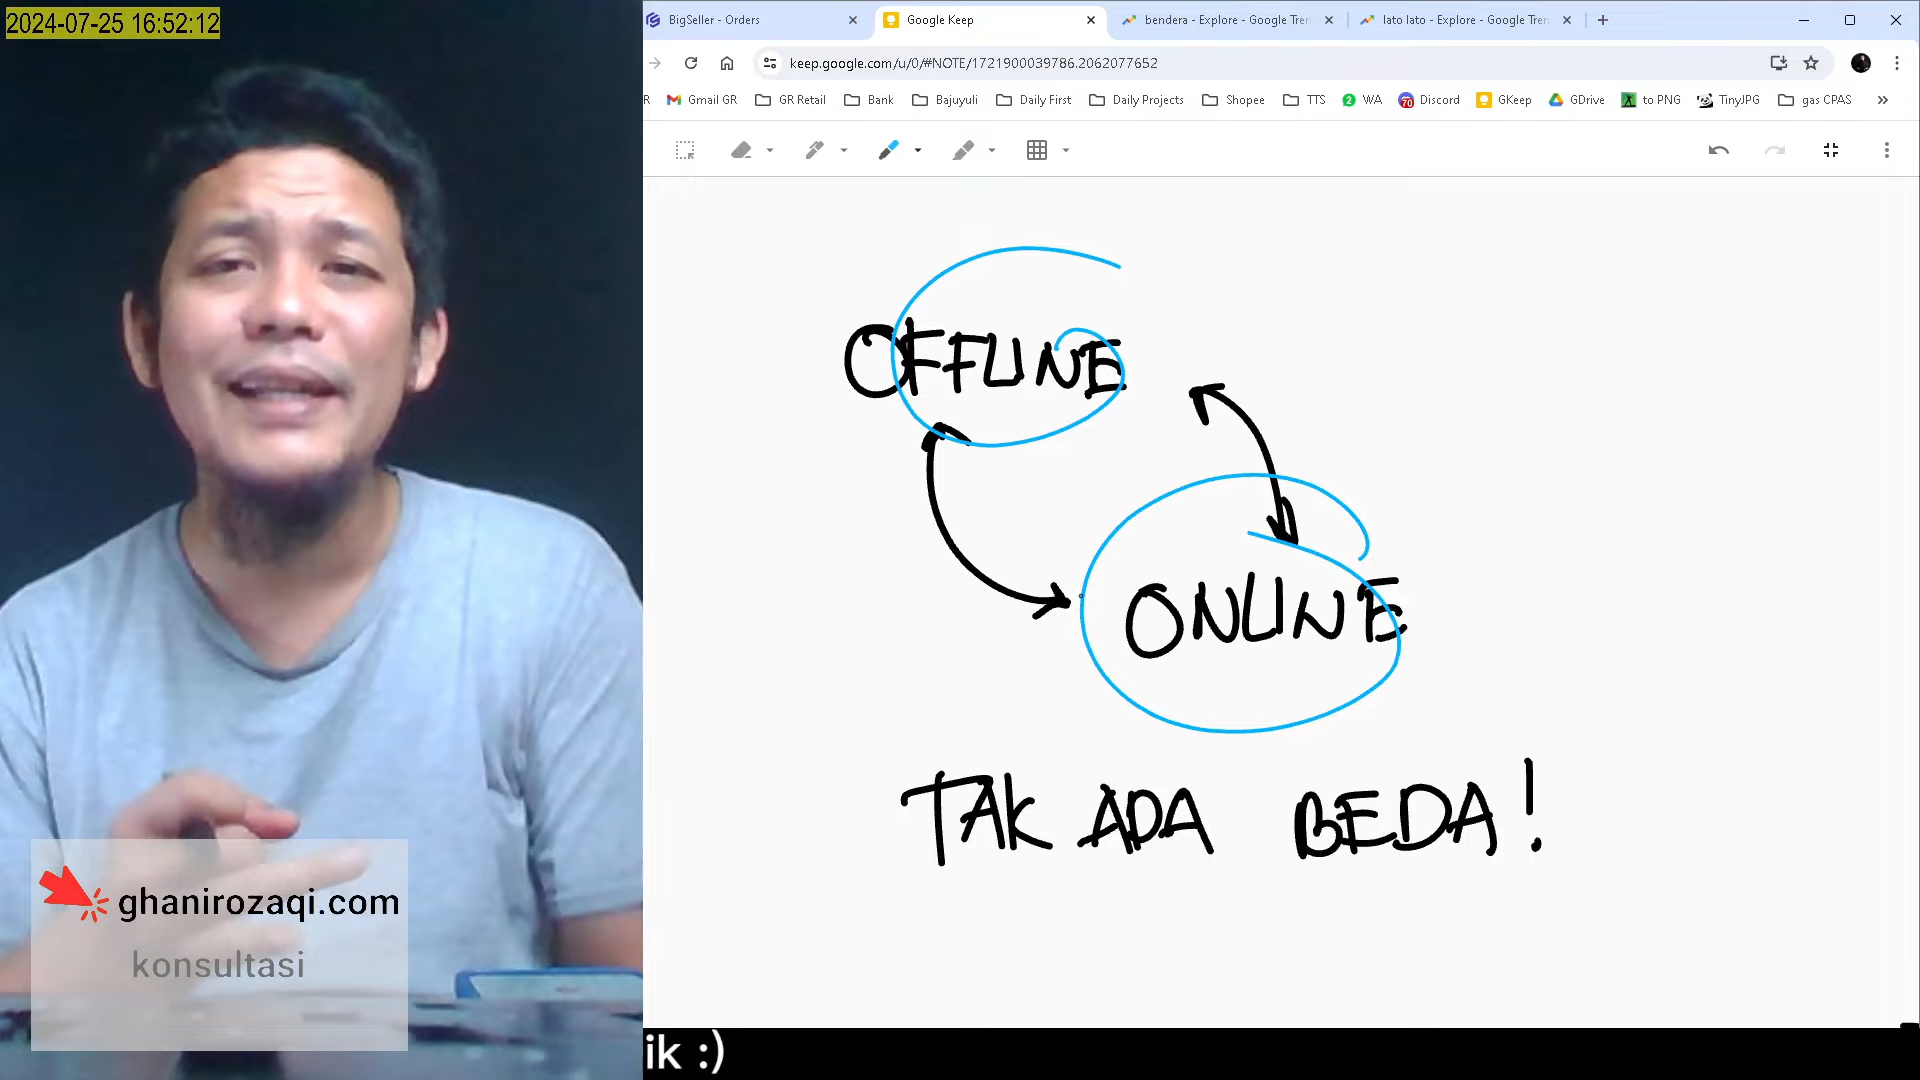 2024-07-25 16:52:12
BigSeller - Orders
Google Keep
bendera - Explore - Google Tren
lato lato - Explore - Google Tren
keep.google.com/u/0/#NOTE/1721900039786.2062077652
R
Gmail GR
GR Retail
Bank
Bajuyuli
Daily First
Daily Projects
Shopee
TTS
2 WA
70 Discord
GKeep
GDrive
to PNG
TinyJPG
gas CPAS
OFFLINE
ONLINE
TAK ADA BEDA!
ghanirozaqi.com
konsultasi
ik :)